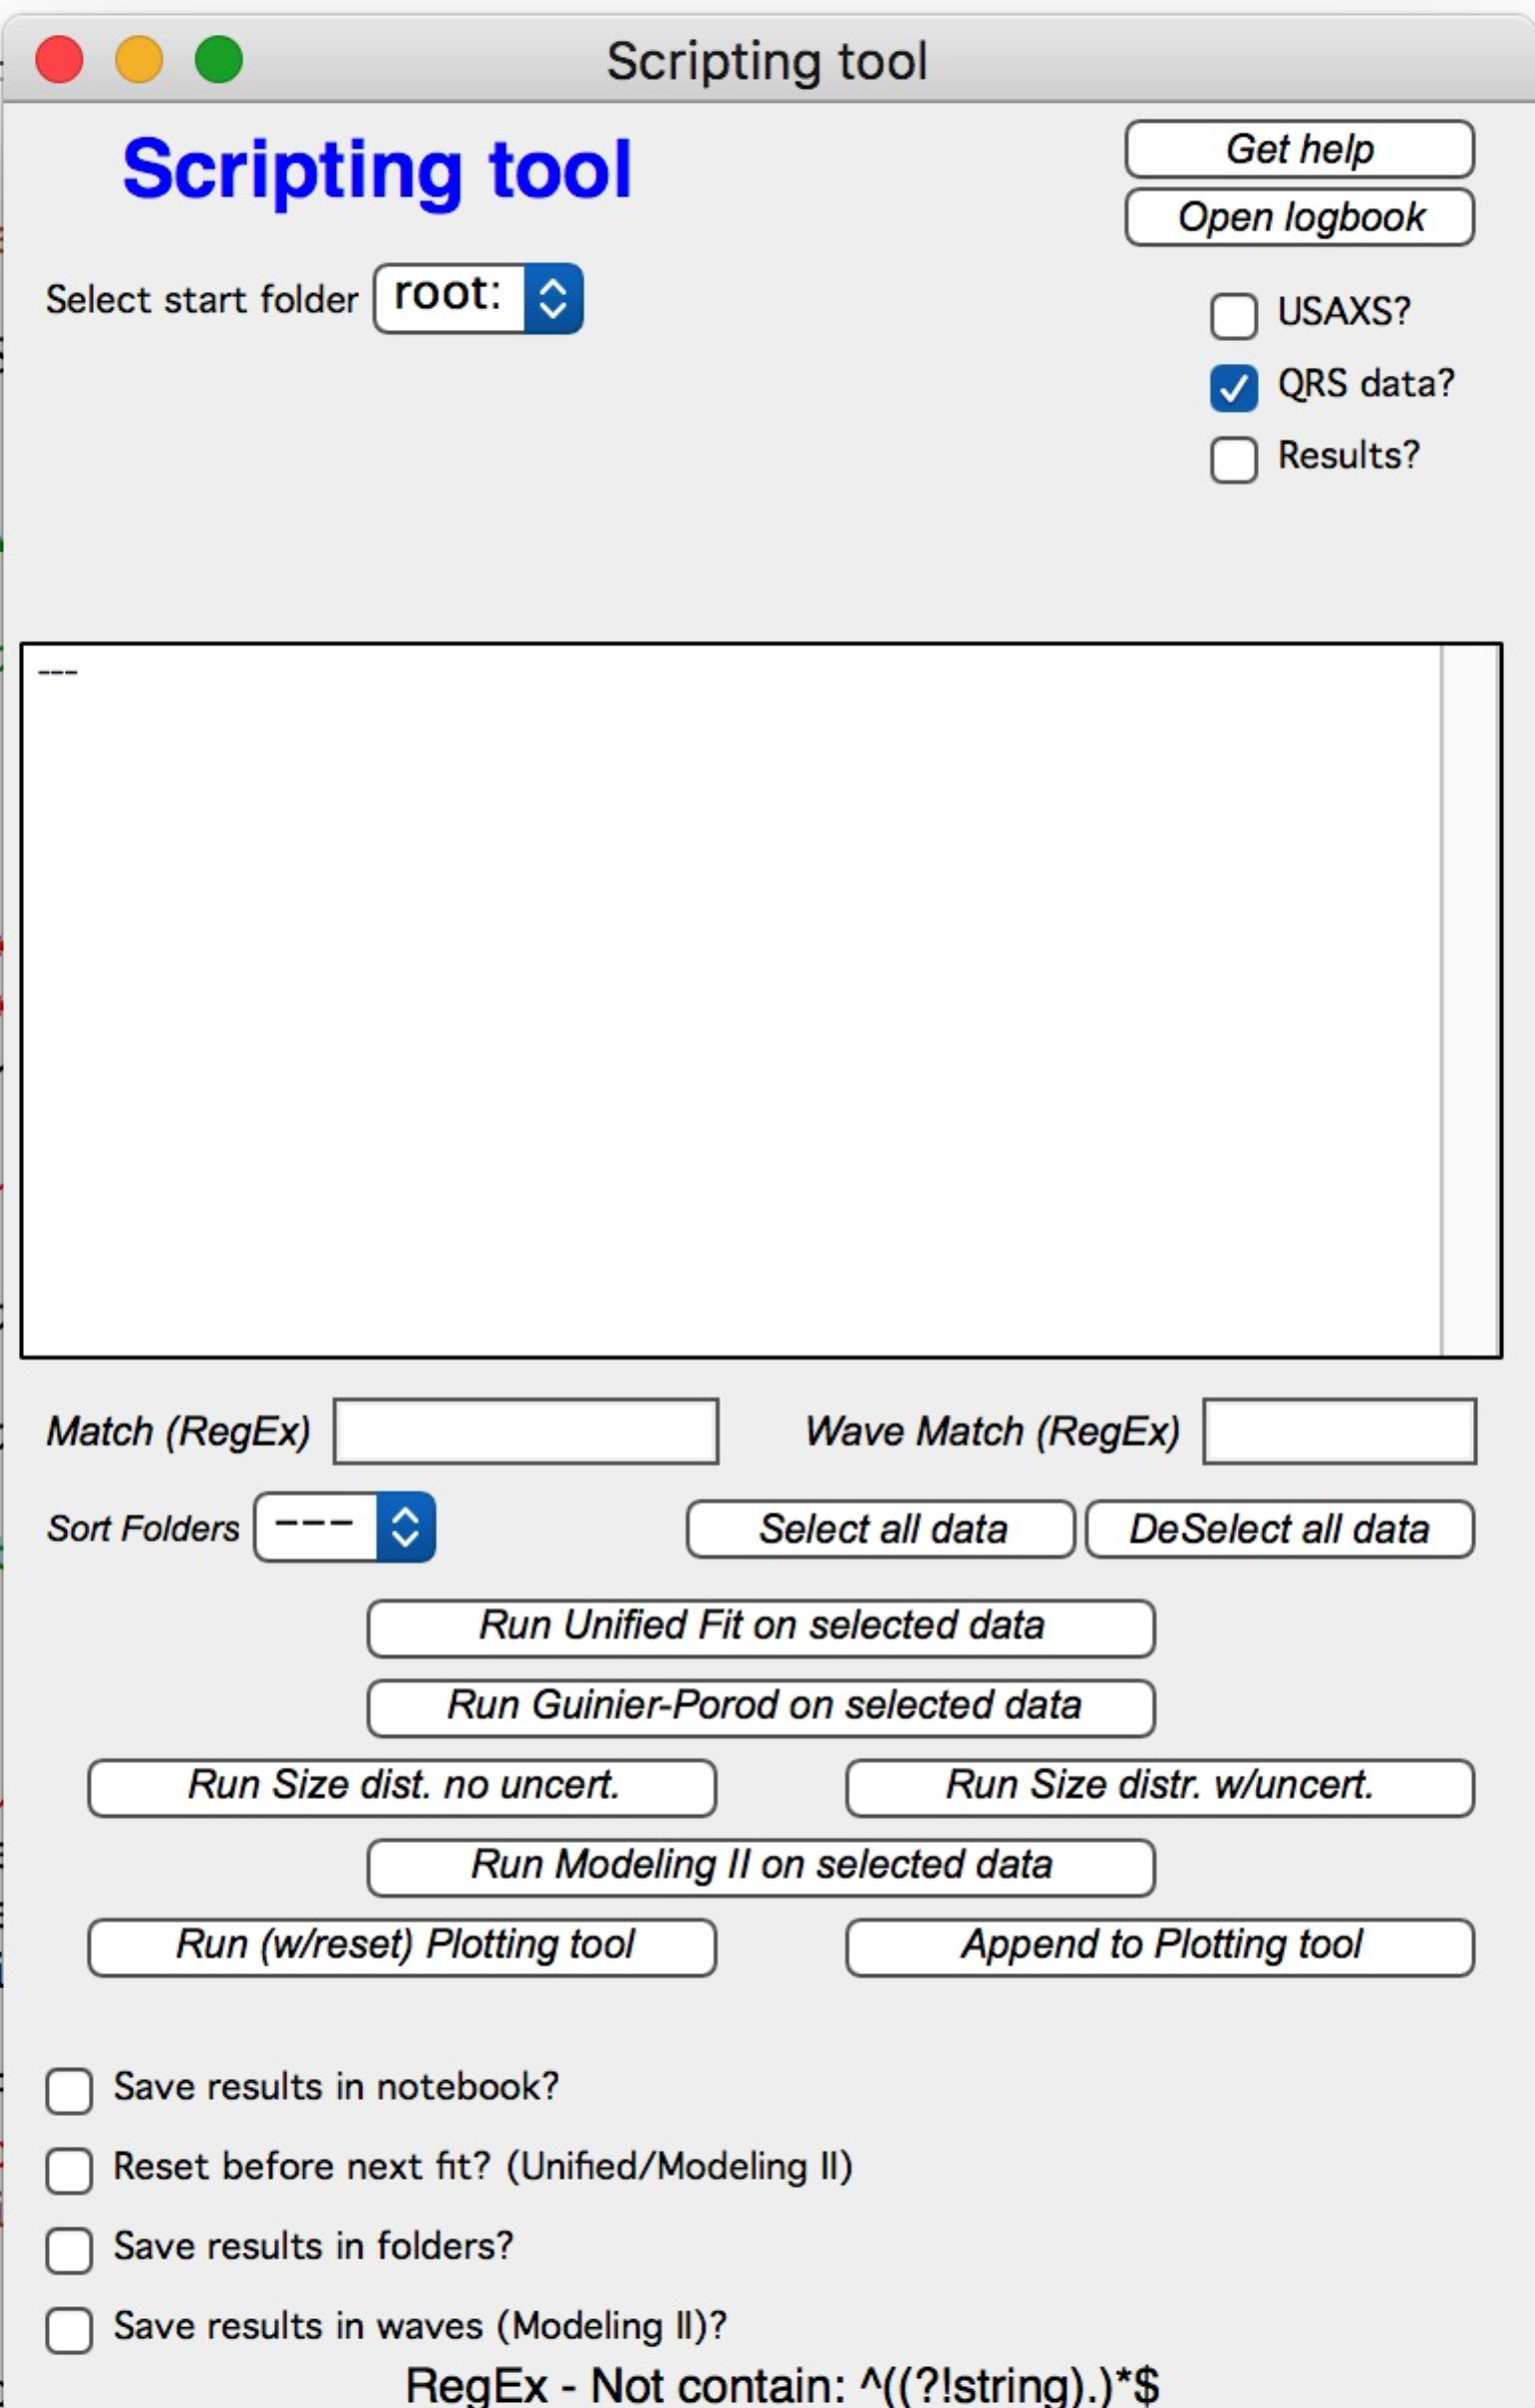 Scripting tool
Scripting tool
Get help
Open logbook
Select start folder root:
USAXS?
QRS data?
Results?
---
Match (RegEx)
Wave Match (RegEx)
Sort Folders ---
Select all data
DeSelect all data
Run Unified Fit on selected data
Run Guinier-Porod on selected data
Run Size dist. no uncert.
Run Size distr. w/uncert.
Run Modeling II on selected data
Run (w/reset) Plotting tool
Append to Plotting tool
Save results in notebook?
Reset before next fit? (Unified/Modeling II)
Save results in folders?
Save results in waves (Modeling II)?
RegEx - Not contain: ^((?!string).)*$